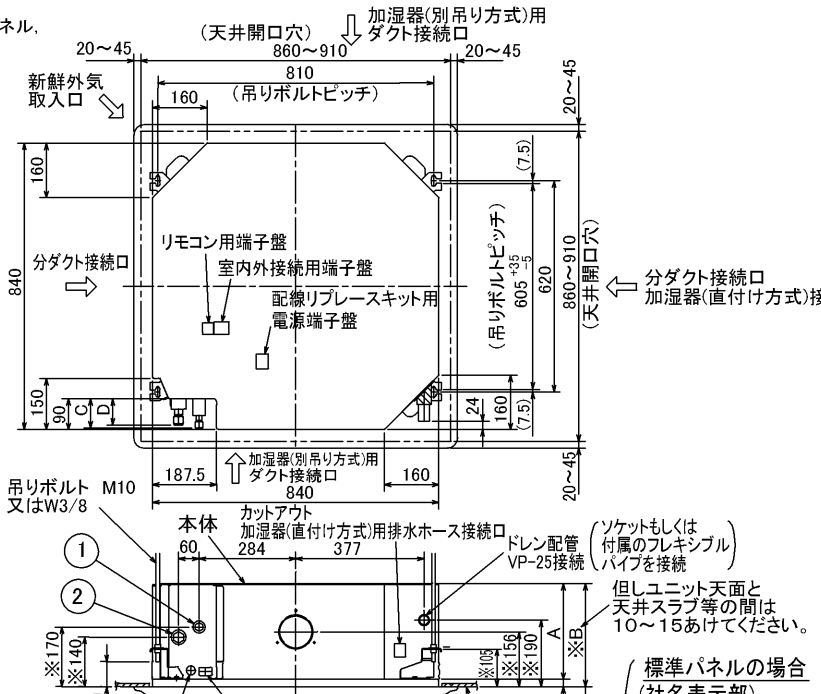 ネル,
(天井開口穴)
加湿器(別吊り方式)用
ダクト接続口
20～45
860～910
20～45
810
(吊りボルトピッチ)
新鮮外気
取入口
160
20～45
160
(7.5)
リモコン用端子盤
室内外接続用端子盤
配線リプレースキット用
電源端子盤
分ダクト接続口
840
(吊りボルトピッチ)
605 +35 -5
620
860～910
(天井開口穴)
分ダクト接続口
加湿器(直付け方式)接
150
90
C
D
24
160
(7.5)
187.5
加湿器(別吊り方式)用
ダクト接続口
160
840
20～45
吊りボルト M10
又はW3/8
本体
カットアウト
加湿器(直付け方式)用排水ホース接続口
60
284
377
ドレン配管
VP-25接続
ソケットもしくは
付属のフレキシブル
パイプを接続
1
2
※170
※140
※105
※156
※190
A
※B
但しユニット天面と
天井スラブ等の間は
10～15あけてください。
標準パネルの場合
(社名表示部)